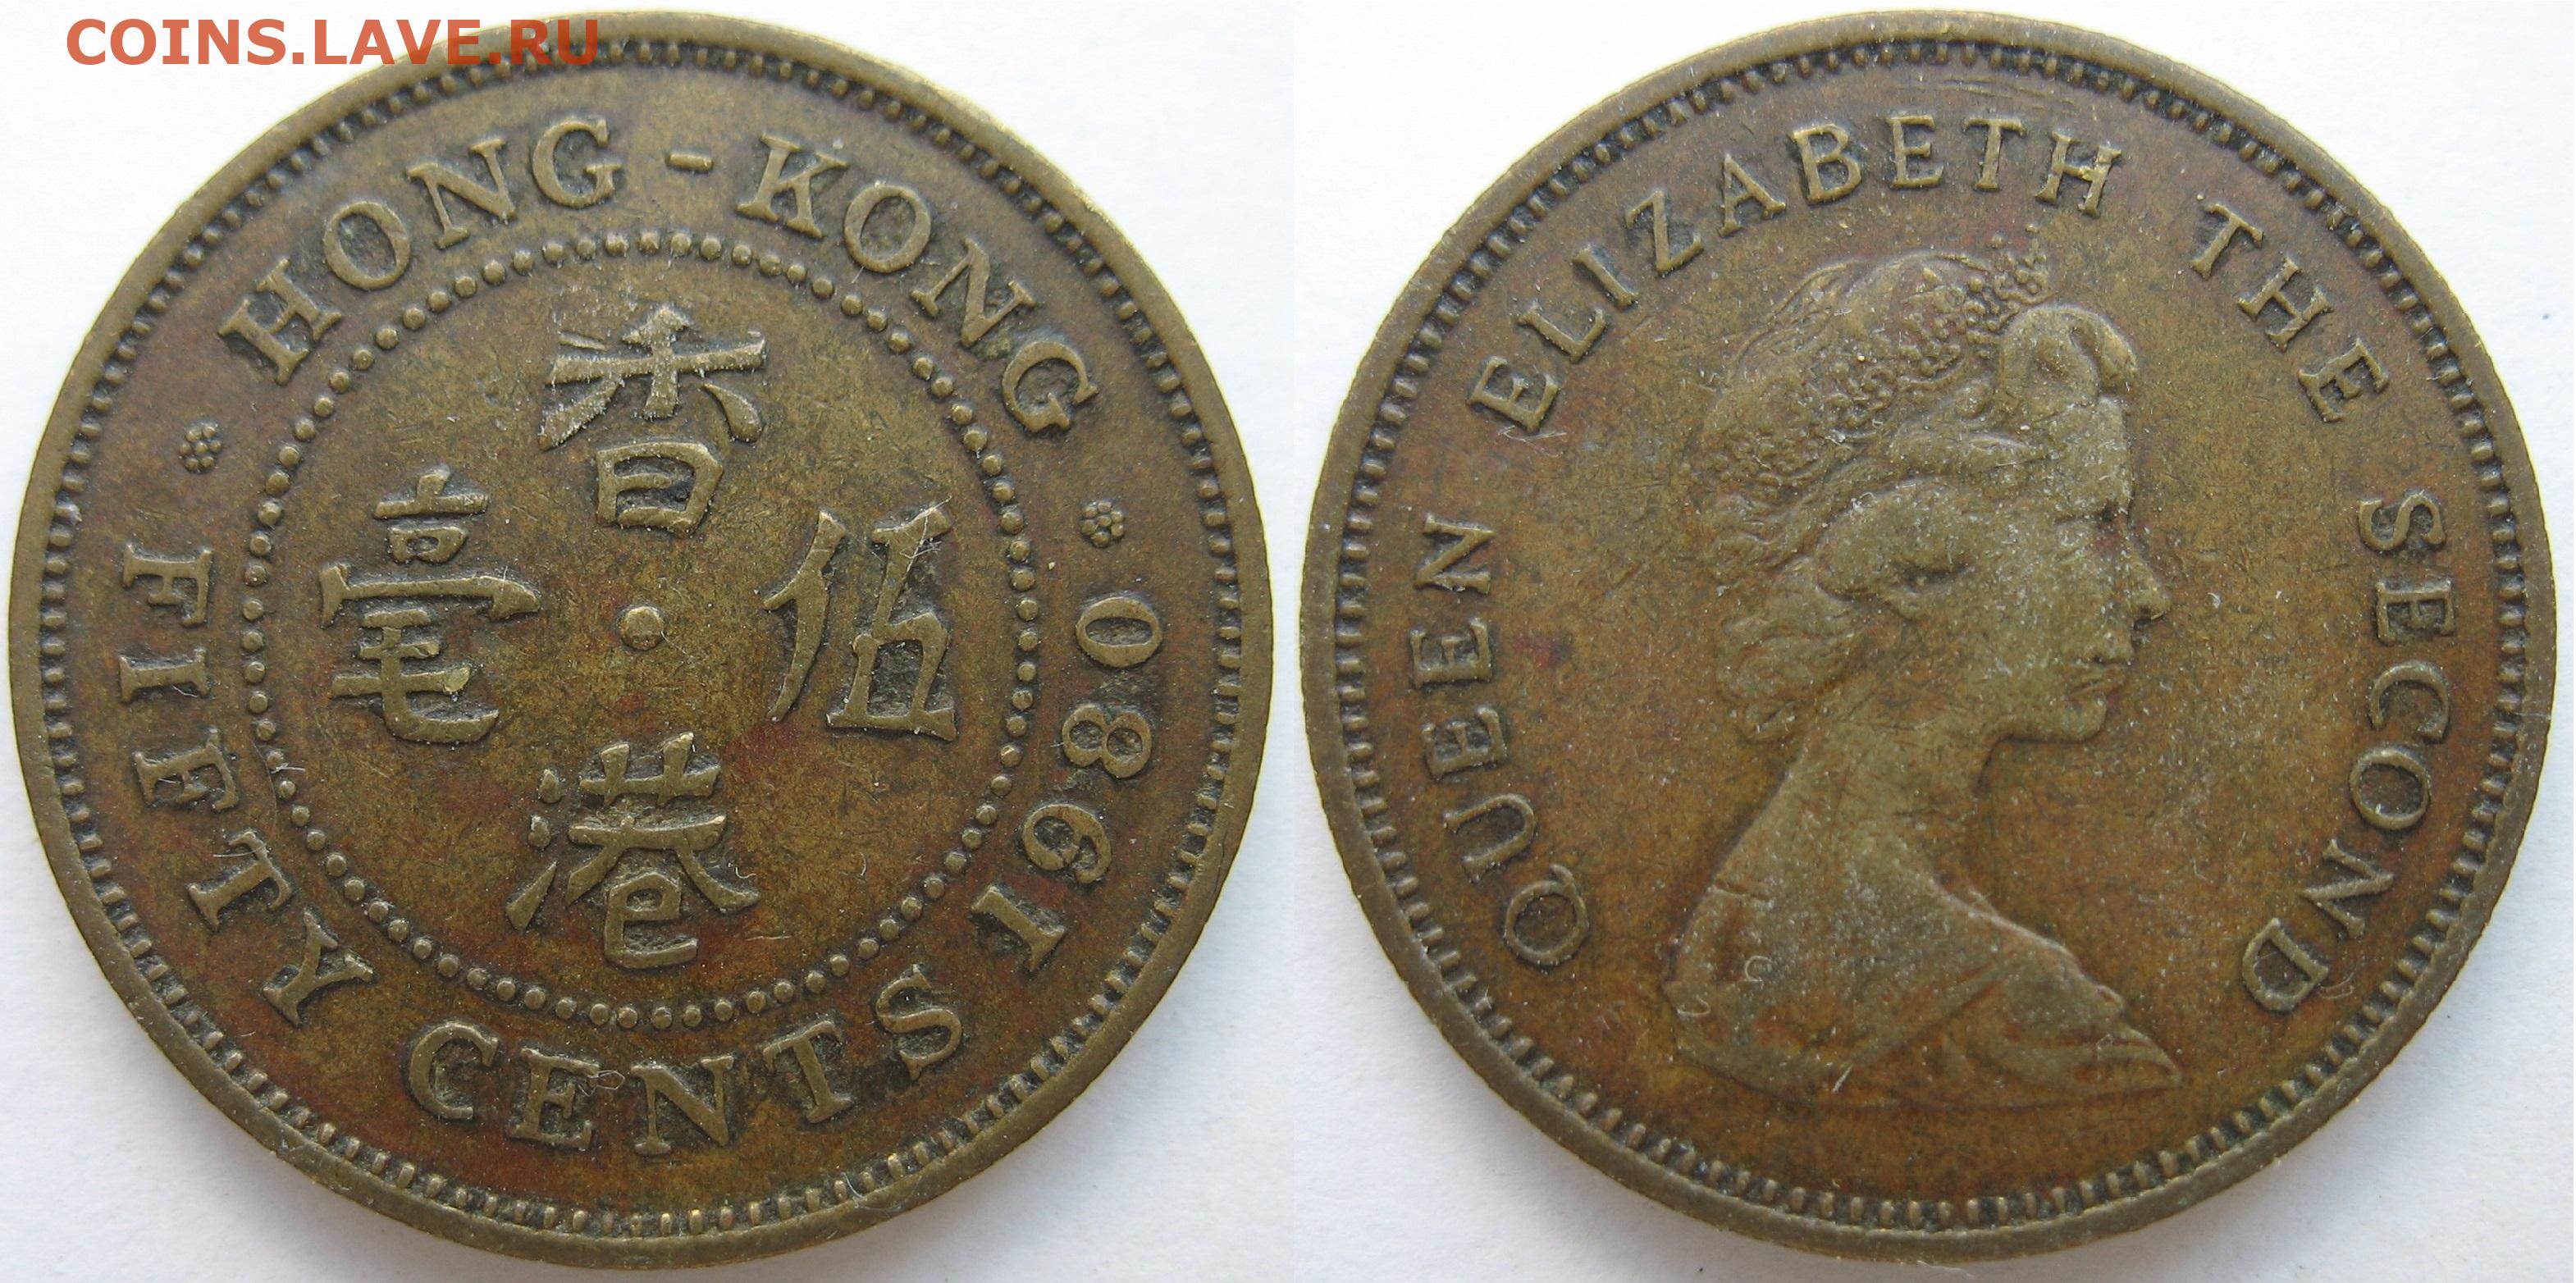 COINS.LAVE.RU
HONG-KONG
香港
伍毫
FIFTY CENTS 1980
QUEEN ELIZABETH THE SECOND